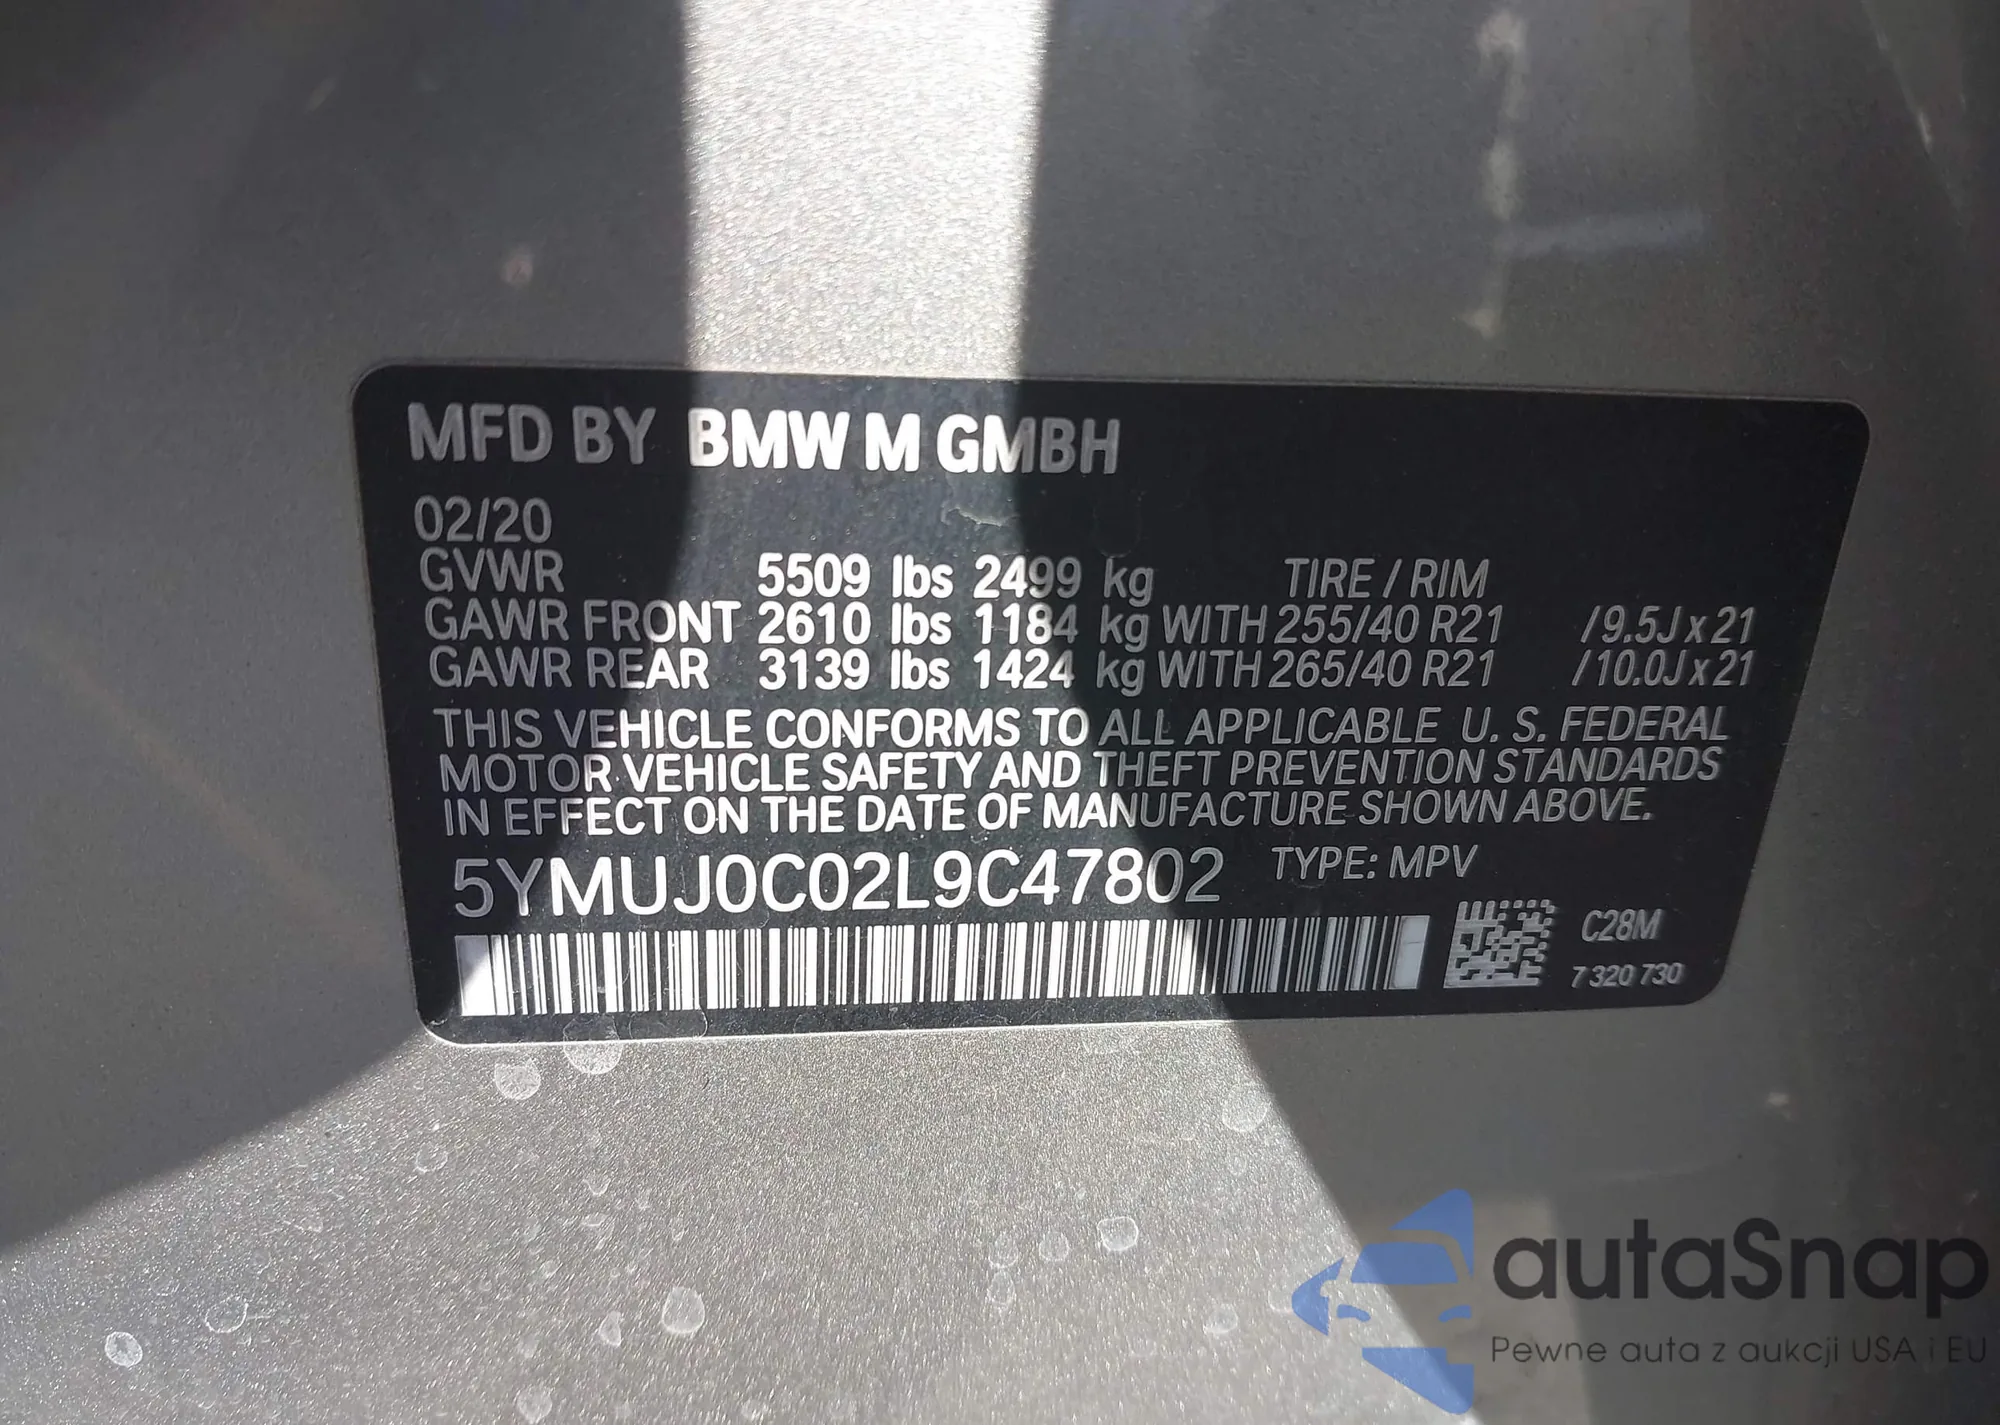 MFD BY BMW M GMBH
02/20
GVWR 5509 lbs 2499 kg TIRE / RIM
GAWR FRONT 2610 lbs 1184 kg WITH 255/40 R21 /9.5J x 21
GAWR REAR 3139 lbs 1424 kg WITH 265/40 R21 /10.0J x 21
THIS VEHICLE CONFORMS TO ALL APPLICABLE U. S. FEDERAL
MOTOR VEHICLE SAFETY AND THEFT PREVENTION STANDARDS
IN EFFECT ON THE DATE OF MANUFACTURE SHOWN ABOVE.
5YMUJ0C02L9C47802 TYPE: MPV
C28M
7 320 730
autaSnap
Pewne auta z aukcji USA i EU